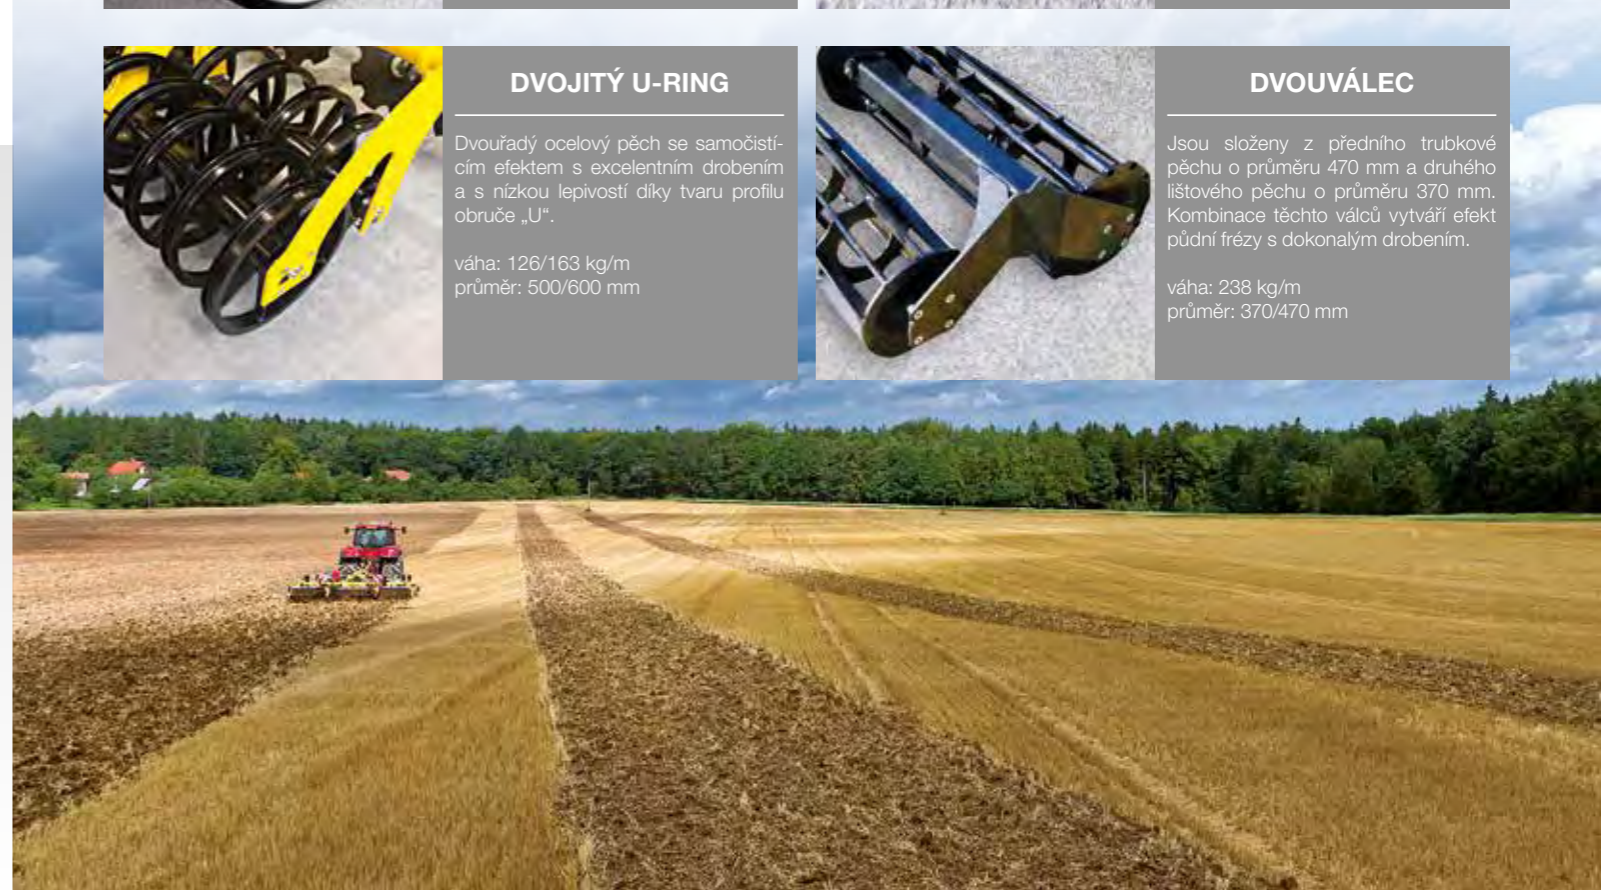 DVOJITÝ U-RING
Dvouřadý ocelový pěch se samočistí-
cím efektem s excelentním drobením
a s nízkou lepivostí díky tvaru profilu
obruče „U“.
váha: 126/163 kg/m
průměr: 500/600 mm
DVOUVÁLEC
Jsou složeny z předního trubkové
pěchu o průměru 470 mm a druhého
lištového pěchu o průměru 370 mm.
Kombinace těchto válců vytváří efekt
půdní frézy s dokonalým drobením.
váha: 238 kg/m
průměr: 370/470 mm